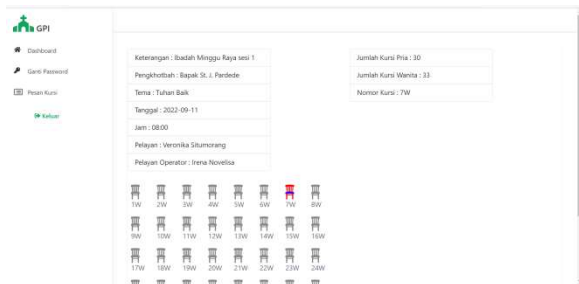 GPI
Dashboard
Ganti Password
Pesan Kursi
Keluar
Keterangan : Ibadah Minggu Raya sesi 1
Pengkhotbah : Bapak St. J. Pardede
Tema : Tuhan Baik
Tanggal : 2022-09-11
Jam : 08:00
Pelayan : Veronika Situmorang
Pelayan Operator : Irena Novelisa
Jumlah Kursi Pria : 30
Jumlah Kursi Wanita : 33
Nomor Kursi : 7W
1W 2W 3W 4W 5W 6W 7W 8W
9W 10W 11W 12W 13W 14W 15W 16W
17W 18W 19W 20W 21W 22W 23W 24W